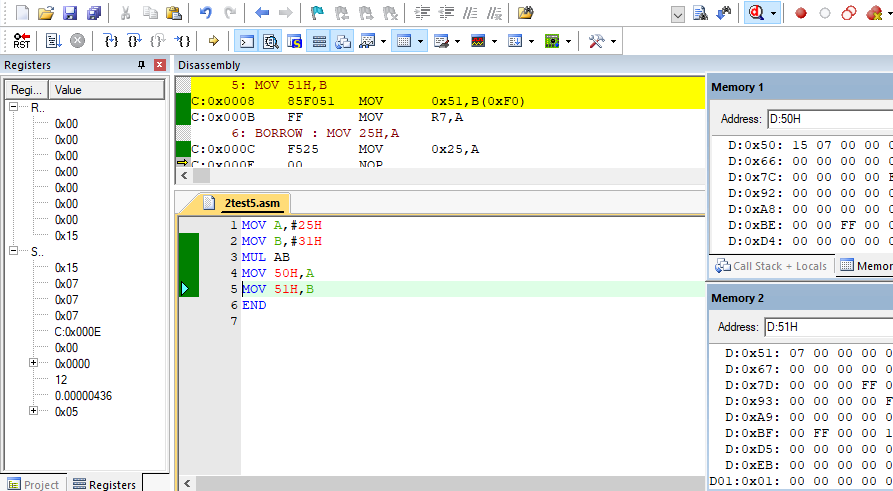 RST
Registers
Regi... Value
R..
0x00
0x00
0x00
0x00
0x00
0x00
0x00
0x15
S..
0x15
0x07
0x07
0x07
C:0x000E
0x00
0x0000
12
0.00000436
0x05
Project Registers
Disassembly
5: MOV 51H,B
C:0x0008 85F051 MOV 0x51,B(0xF0)
C:0x000B FF MOV R7,A
6: BORROW : MOV 25H,A
C:0x000C F525 MOV 0x25,A
C:0x000E 00 NOP
2test5.asm
1 MOV A,#25H
2 MOV B,#31H
3 MUL AB
4 MOV 50H,A
5 MOV 51H,B
6 END
7
Memory 1
Address: D:50H
D:0x50: 15 07 00 00 0
D:0x66: 00 00 00 00 0
D:0x7C: 00 00 00 00
D:0x92: 00 00 00 00 0
D:0xA8: 00 00 00 00 0
D:0xBE: 00 00 FF 00 0
D:0xD4: 00 00 00 00 0
Call Stack + Locals Memor
Memory 2
Address: D:51H
D:0x51: 07 00 00 00 0
D:0x67: 00 00 00 00 0
D:0x7D: 00 00 00 FF 0
D:0x93: 00 00 00 00 F
D:0xA9: 00 00 00 00 0
D:0xBF: 00 FF 00 00 1
D:0xD5: 00 00 00 00 0
D:0xEB: 00 00 00 00 0
D01:0x01: 00 00 00 00 0